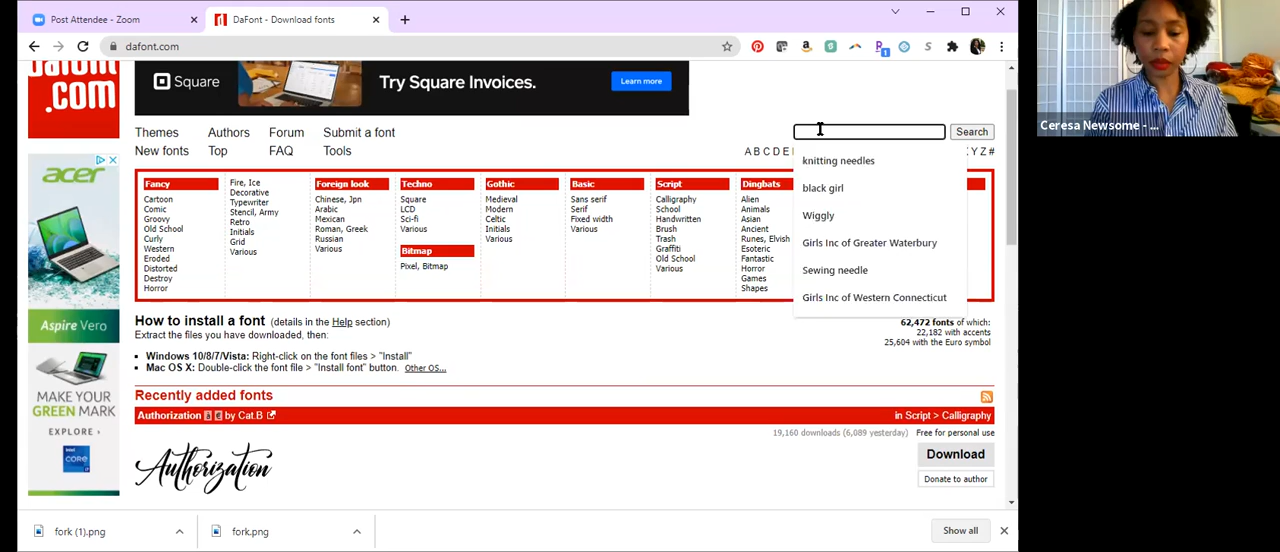 Post Attendee - Zoom
DaFont - Download fonts
dafont.com
1
dafont
.com
Square
Try Square Invoices.
Learn more
Themes Authors Forum Submit a font
New fonts Top FAQ Tools
Search
A B C D E
Y Z #
knitting needles
black girl
Wiggly
Girls Inc of Greater Waterbury
Sewing needle
Girls Inc of Western Connecticut
Fancy
Cartoon
Comic
Groovy
Old School
Curly
Western
Eroded
Distorted
Destroy
Horror
Fire, Ice
Decorative
Typewriter
Stencil, Army
Retro
Initials
Grid
Various
Foreign look
Chinese, Jpn
Arabic
Mexican
Roman, Greek
Russian
Various
Techno
Square
LCD
Sci-fi
Various
Bitmap
Pixel, Bitmap
Gothic
Medieval
Modern
Celtic
Initials
Various
Basic
Sans serif
Serif
Fixed width
Various
Script
Calligraphy
School
Handwritten
Brush
Trash
Graffiti
Old School
Various
Dingbats
Alien
Animals
Asian
Ancient
Runes, Elvish
Esoteric
Fantastic
Horror
Games
Shapes
acer
Aspire Vero
MAKE YOUR
GREEN MARK
EXPLORE ›
intel
CORE
i7
How to install a font (details in the Help section)
Extract the files you have downloaded, then:
Windows 10/8/7/Vista: Right-click on the font files > "Install"
Mac OS X: Double-click the font file > "Install font" button. Other OS...
62,472 fonts of which:
22,182 with accents
25,604 with the Euro symbol
Recently added fonts
Authorization à € by Cat.B
in Script > Calligraphy
19,160 downloads (6,089 yesterday) Free for personal use
Authorization
Download
Donate to author
fork (1).png
fork.png
Show all
Ceresa Newsome - ...